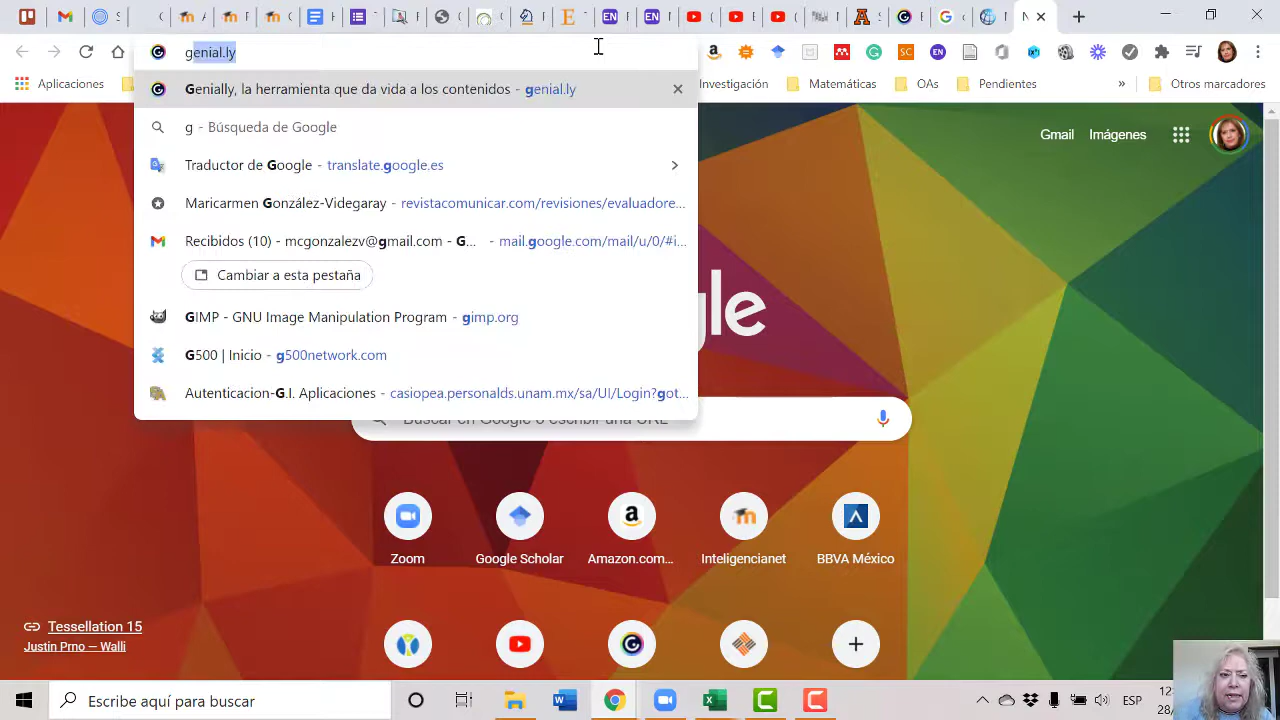 genial.ly
Aplicaciones
Investigación
Matemáticas
OAs
Avances
»
Otros marcadores
Genially, la herramienta que da vida a los contenidos - genial.ly
g - Búsqueda de Google
Traductor de Google - translate.google.es
Maricarmen González-Videgaray - revistacomunicar.com/revisiones/evaluadore...
Recibidos (10) - mcgonzalezv@gmail.com - G... - mail.google.com/mail/u/0/#i...
Cambiar a esta pestaña
GIMP - GNU Image Manipulation Program - gimp.org
G500 | Inicio - g500network.com
Autenticacion-G.I. Aplicaciones - casiopea.personalds.unam.mx/sa/UI/Login?got...
Gmail Imágenes
gle
Buscar en Google o escribir una URL
Zoom
Google Scholar
Amazon.com...
Inteligencianet
BBVA México
Tessellation 15
Justin Prno — Walli
Escribe aquí para buscar
ESP
12:
28/